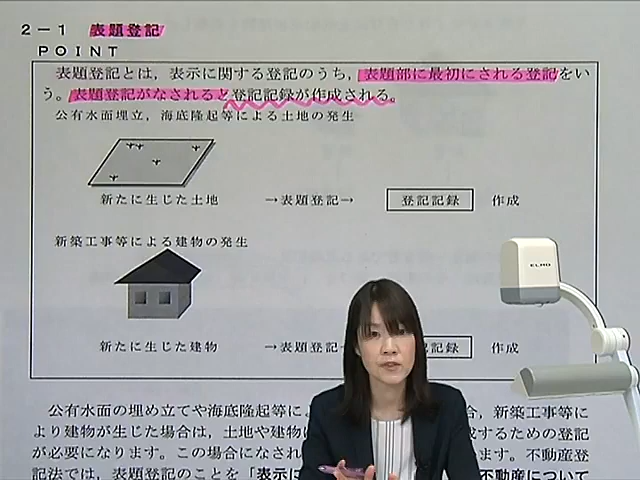 2－1 表題登記
POINT
表題登記とは，表示に関する登記のうち，表題部に最初にされる登記をい
う。表題登記がなされると登記記録が作成される。
公有水面埋立，海底隆起等による土地の発生
新たに生じた土地 →表題登記→ 登記記録 作成
新築工事等による建物の発生
ELMO
新たに生じた建物 →表題登記 記録 作成
公有水面の埋め立てや海底隆起等に 合，新築工事等に
より建物が生じた場合は，土地や建物 するための登記
が必要になります。この場合になされ ます。不動産登
記法では，表題登記のことを「表示に 不動産について